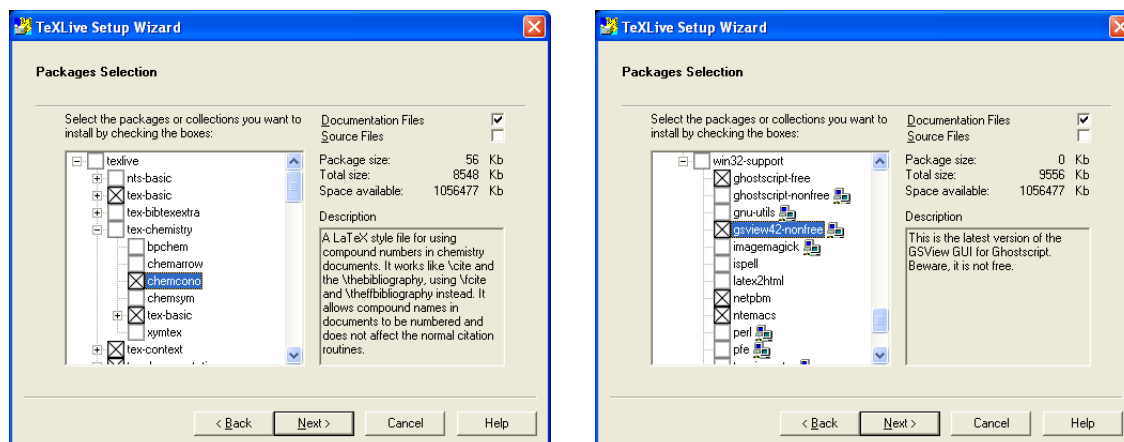 TeXLive Setup Wizard
Packages Selection
Select the packages or collections you want to
install by checking the boxes:
texlive
nts-basic
tex-basic
tex-bibtexextra
tex-chemistry
bpchem
chemarrow
chemcono
chemsym
tex-basic
xymtex
tex-context
Documentation Files
Source Files
Package size: 56 Kb
Total size: 8548 Kb
Space available: 1056477 Kb
Description
A LaTeX style file for using
compound numbers in chemistry
documents. It works like \cite and
the \thebibliography, using \fcite
and \theffbibliography instead. It
allows compound names in
documents to be numbered and
does not affect the normal citation
routines.
< Back
Next >
Cancel
Help
TeXLive Setup Wizard
Packages Selection
Select the packages or collections you want to
install by checking the boxes:
win32-support
ghostscript-free
ghostscript-nonfree
gnu-utils
gsview42-nonfree
imagemagick
ispell
latex2html
netpbm
ntemacs
perl
pfe
Documentation Files
Source Files
Package size: 0 Kb
Total size: 9556 Kb
Space available: 1056477 Kb
Description
This is the latest version of the
GSView GUI for Ghostscript.
Beware, it is not free.
< Back
Next >
Cancel
Help